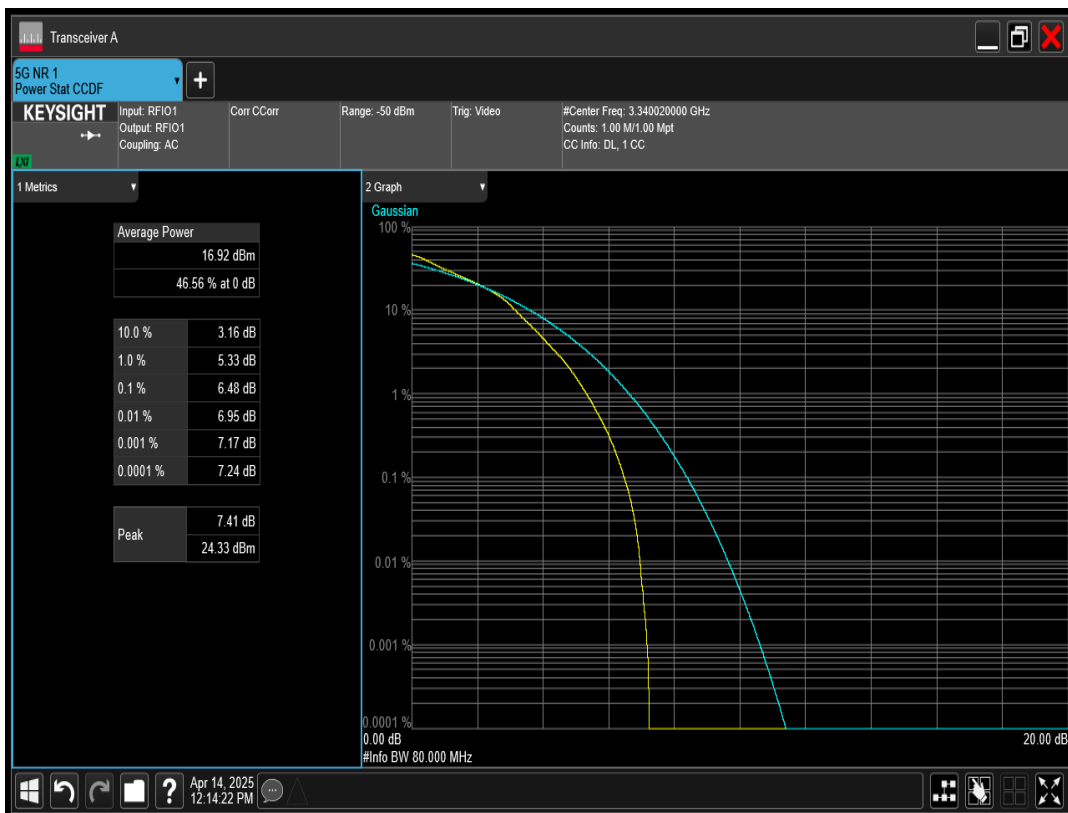 Transceiver A
5G NR 1
Power Stat CCDF
+
KEYSIGHT
LXI
Input: RFIO1
Output: RFIO1
Coupling: AC
Corr CCorr
Range: -50 dBm
Trig: Video
#Center Freq: 3.340020000 GHz
Counts: 1.00 M/1.00 Mpt
CC Info: DL, 1 CC
1 Metrics
Average Power
16.92 dBm
46.56 % at 0 dB
10.0 % 3.16 dB
1.0 % 5.33 dB
0.1 % 6.48 dB
0.01 % 6.95 dB
0.001 % 7.17 dB
0.0001 % 7.24 dB
Peak
7.41 dB
24.33 dBm
2 Graph
Gaussian
100 %
10 %
1 %
0.1 %
0.01 %
0.001 %
0.0001 %
0.00 dB 20.00 dB
#Info BW 80.000 MHz
?
Apr 14, 2025
12:14:22 PM